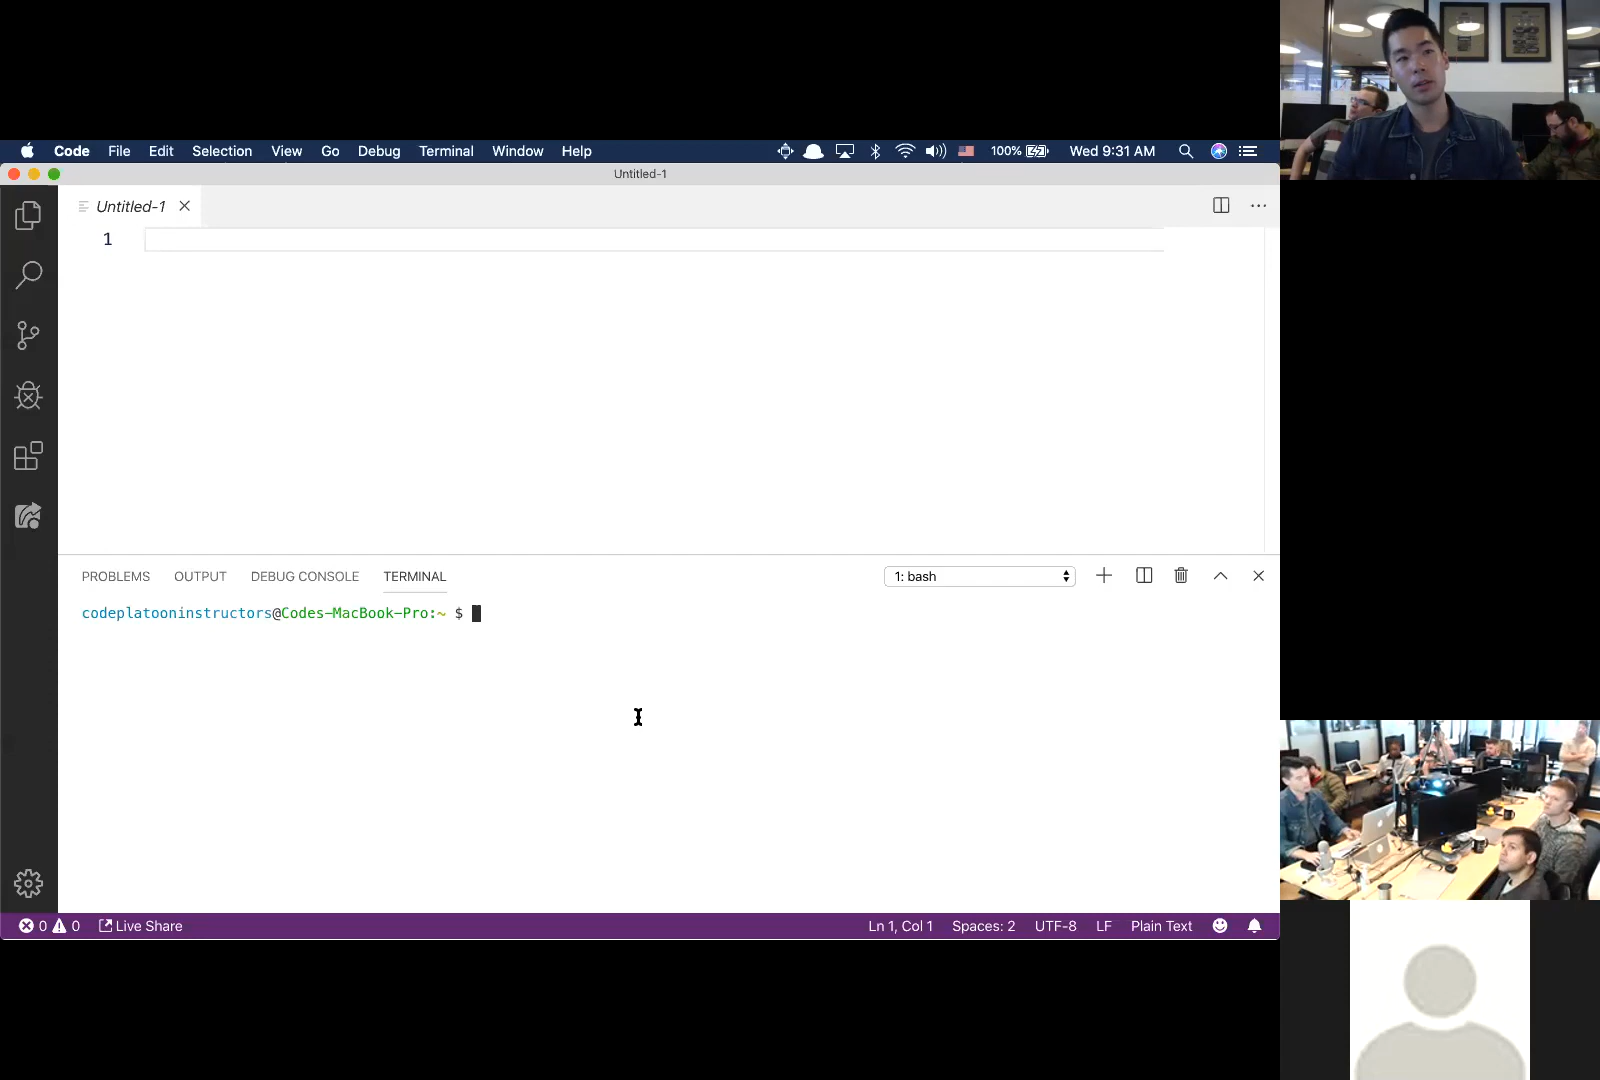 Code File Edit Selection View Go Debug Terminal Window Help 100% Wed 9:31 AM
Untitled-1
Untitled-1
1
PROBLEMS OUTPUT DEBUG CONSOLE TERMINAL 1: bash
codeplatooninstructors@Codes-MacBook-Pro:~ $
0 0 Live Share Ln 1, Col 1 Spaces: 2 UTF-8 LF Plain Text